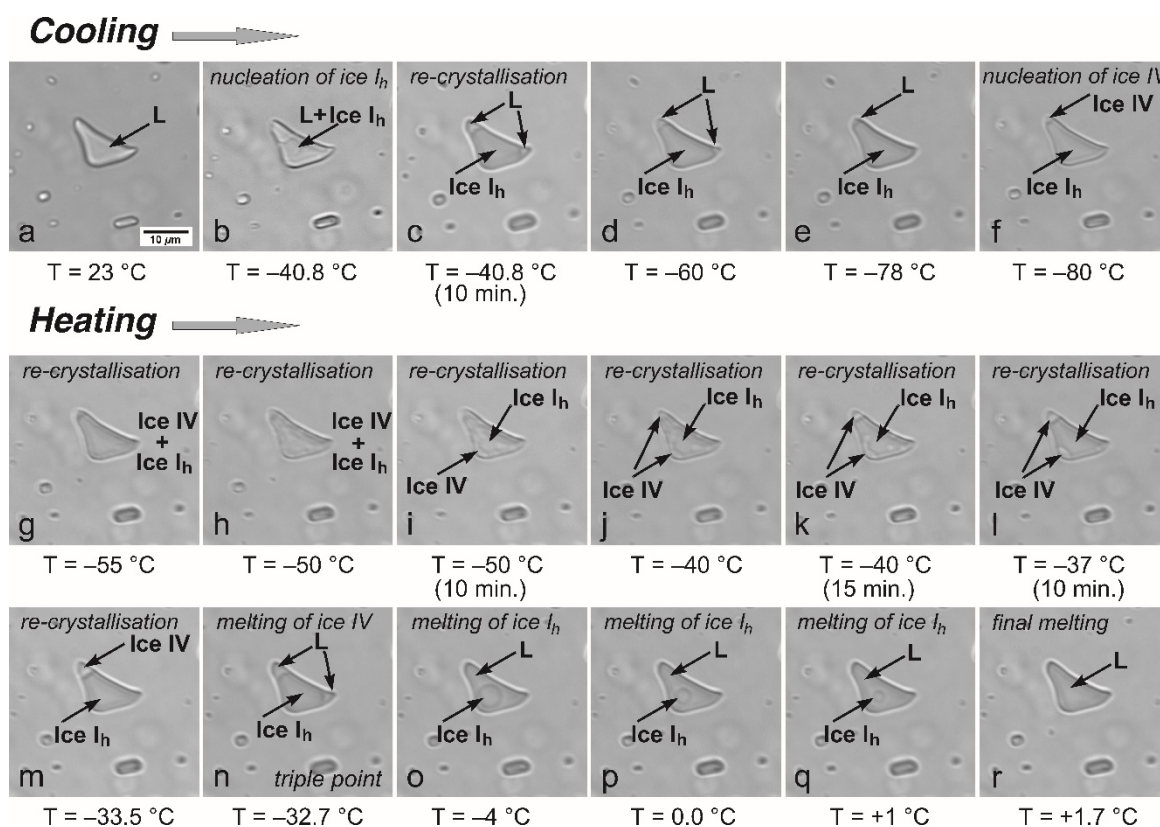 Cooling
nucleation of ice Ih re-crystallisation nucleation of ice IV
L L+Ice Ih L L L Ice IV
Ice Ih Ice Ih Ice Ih Ice Ih
a 10 µm b c d e f
T = 23 °C T = –40.8 °C T = –40.8 °C T = –60 °C T = –78 °C T = –80 °C
(10 min.)
Heating
re-crystallisation re-crystallisation re-crystallisation re-crystallisation re-crystallisation re-crystallisation
Ice IV + Ice Ih Ice IV + Ice Ih Ice Ih Ice Ih Ice Ih Ice Ih
Ice IV Ice IV Ice IV Ice IV
g h i j k l
T = –55 °C T = –50 °C T = –50 °C T = –40 °C T = –40 °C T = –37 °C
(10 min.) (15 min.) (10 min.)
re-crystallisation melting of ice IV melting of ice Ih melting of ice Ih melting of ice Ih final melting
Ice IV L L L L L
Ice Ih Ice Ih Ice Ih Ice Ih Ice Ih
m n triple point o p q r
T = –33.5 °C T = –32.7 °C T = –4 °C T = 0.0 °C T = +1 °C T = +1.7 °C